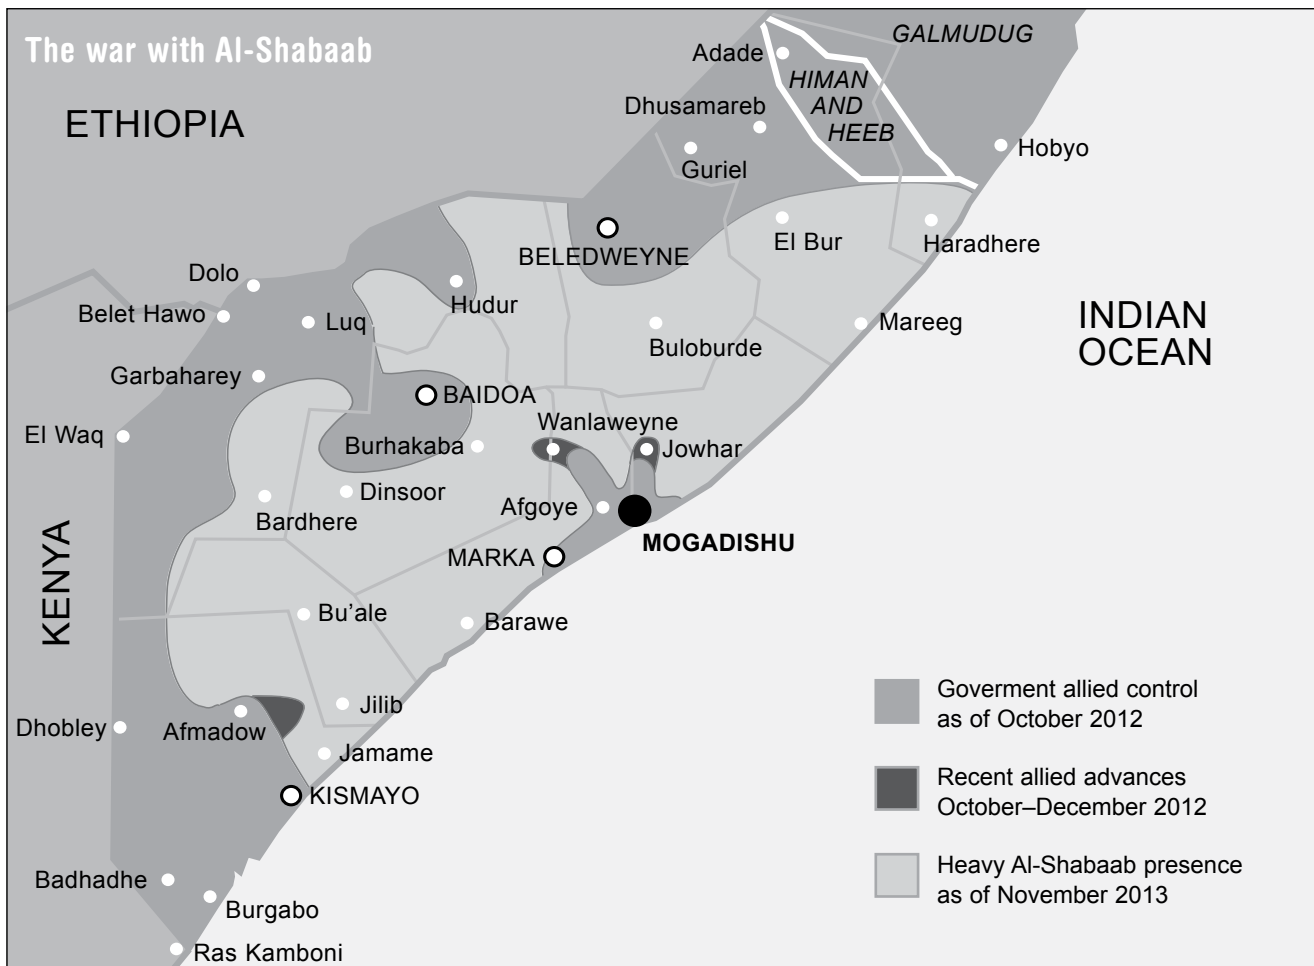 The war with Al-Shabaab
ETHIOPIA
GALMUDUG
Adade
HIMAN
AND
HEEB
Dhusamareb
Guriel
Hobyo
BELEDWEYNE
El Bur
Haradhere
Dolo
Belet Hawo
Luq
Hudur
Buloburde
Mareeg
INDIAN
OCEAN
Garbaharey
BAIDOA
El Waq
Wanlaweyne
Burhakaba
Jowhar
Dinsoor
Bardhere
Afgoye
MOGADISHU
MARKA
KENYA
Bu'ale
Barawe
Jilib
Dhobley
Afmadow
Jamame
KISMAYO
Badhadhe
Burgabo
Ras Kamboni
Goverment allied control
as of October 2012
Recent allied advances
October–December 2012
Heavy Al-Shabaab presence
as of November 2013